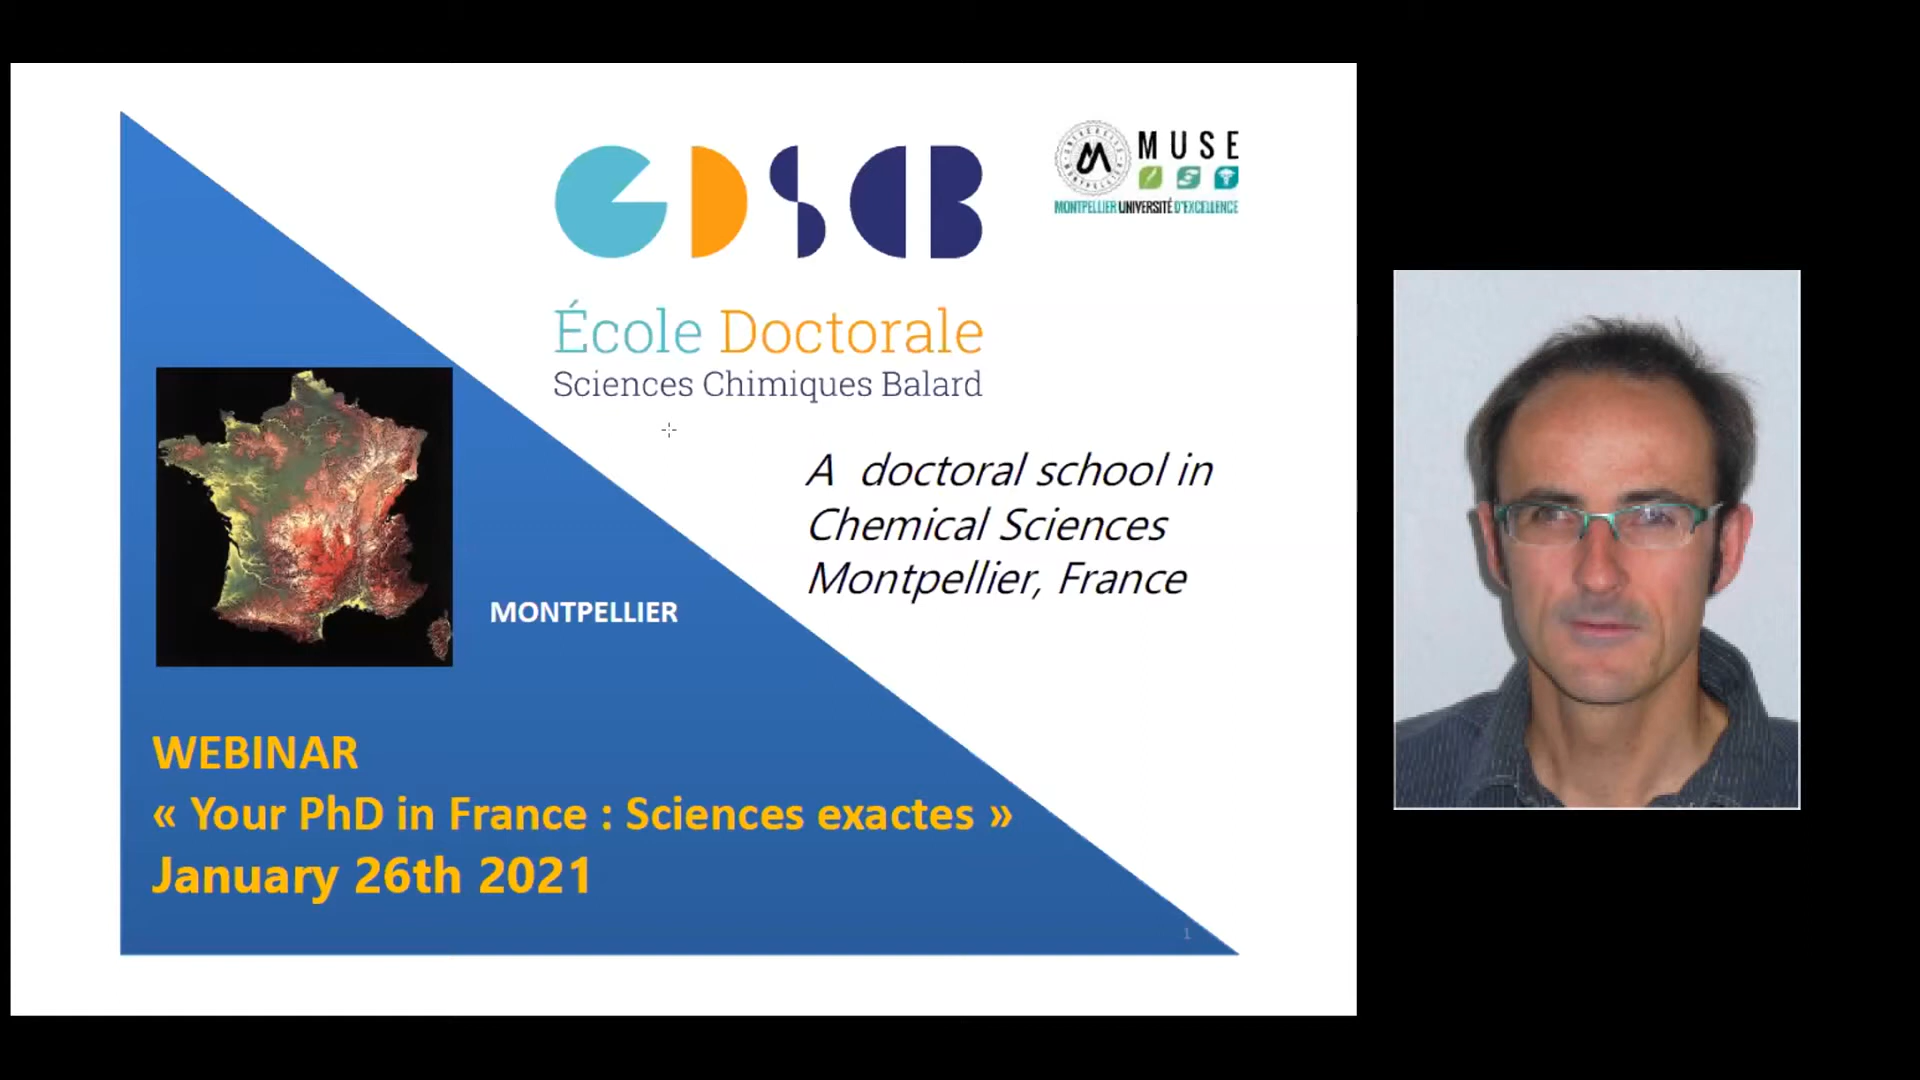 EDSCB
MUSE
MONTPELLIER UNIVERSITÉ D'EXCELLENCE
École Doctorale
Sciences Chimiques Balard
A doctoral school in
Chemical Sciences
Montpellier, France
MONTPELLIER
WEBINAR
« Your PhD in France : Sciences exactes »
January 26th 2021
1